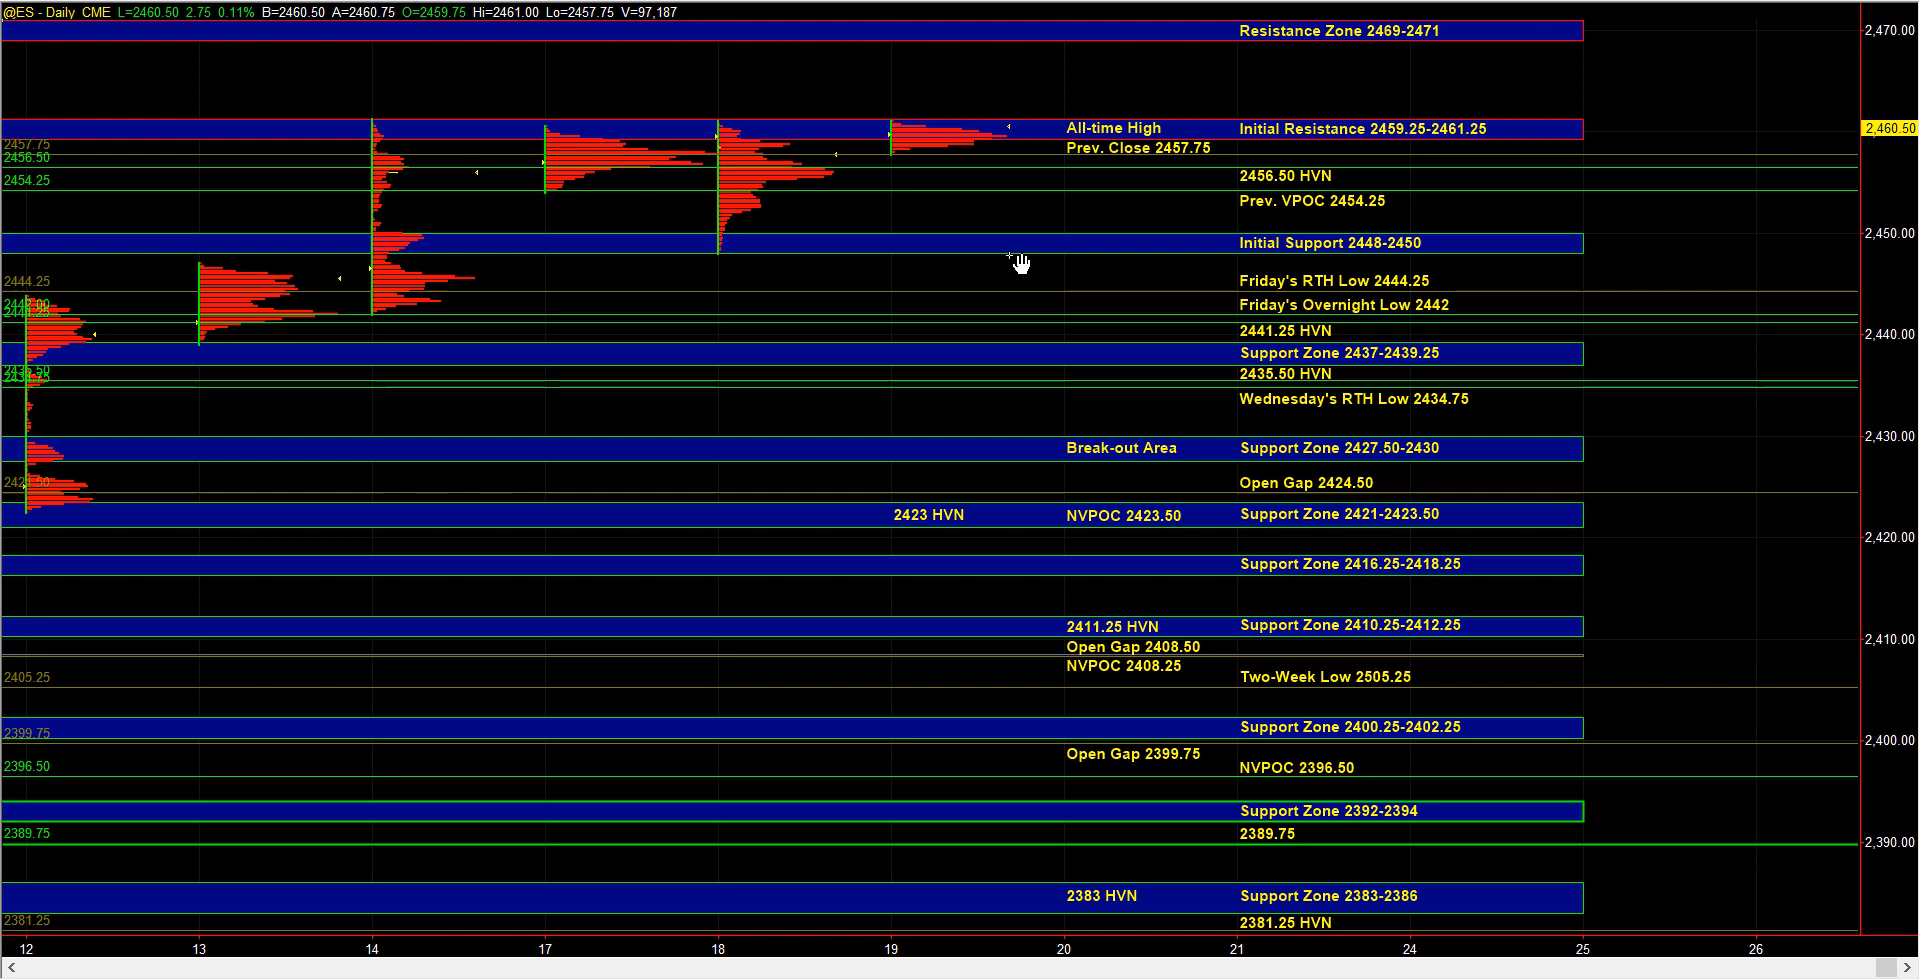 @ES - Daily CME L=2460.50 2.75 0.11% B=2460.50 A=2460.75 O=2459.75 Hi=2461.00 Lo=2457.75 V=97,187
Resistance Zone 2469-2471
2,470.00
All-time High Initial Resistance 2459.25-2461.25
2,460.50
2457.75
Prev. Close 2457.75
2456.50
2456.50 HVN
2454.25
Prev. VPOC 2454.25
2,450.00
Initial Support 2448-2450
2444.25
Friday's RTH Low 2444.25
2442.00
Friday's Overnight Low 2442
2441.25
2441.25 HVN
2,440.00
Support Zone 2437-2439.25
2435.50
2435.50 HVN
2434.75
Wednesday's RTH Low 2434.75
2,430.00
Break-out Area Support Zone 2427.50-2430
2424.50
Open Gap 2424.50
2423 HVN NVPOC 2423.50 Support Zone 2421-2423.50
2,420.00
Support Zone 2416.25-2418.25
2411.25 HVN Support Zone 2410.25-2412.25
2,410.00
Open Gap 2408.50
NVPOC 2408.25
2405.25
Two-Week Low 2505.25
Support Zone 2400.25-2402.25
2399.75
2,400.00
Open Gap 2399.75
2396.50
NVPOC 2396.50
Support Zone 2392-2394
2389.75
2389.75
2,390.00
2383 HVN Support Zone 2383-2386
2381.25
2381.25 HVN
12 13 14 17 18 19 20 21 24 25 26